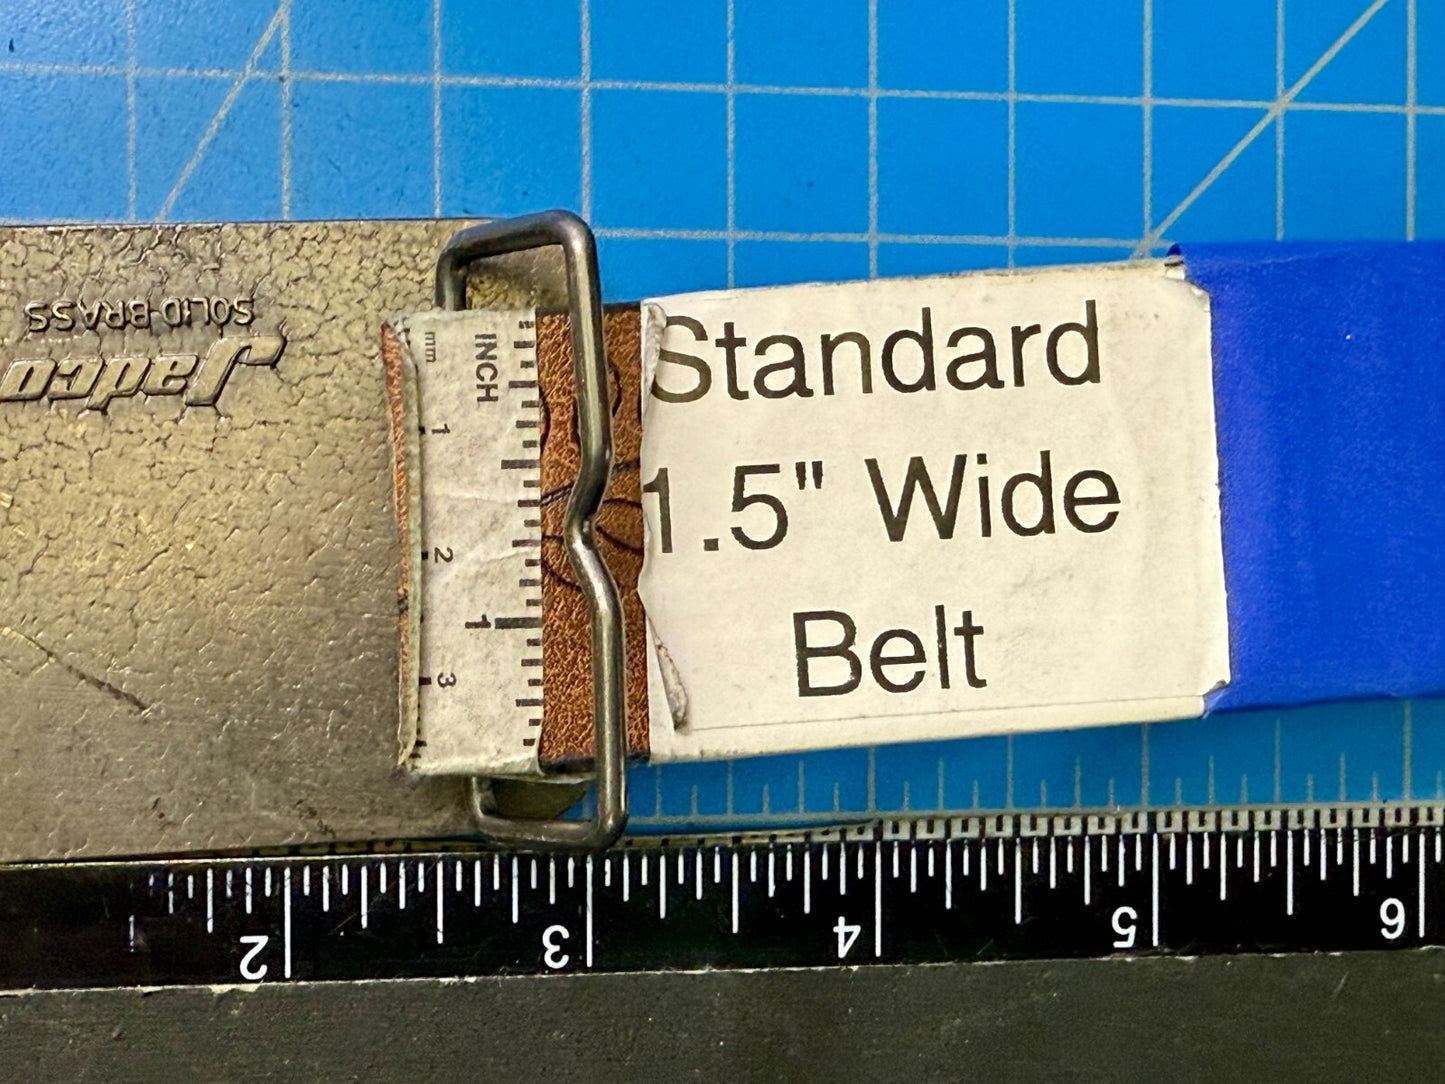 SOLID BRASS
Jadco
mm
INCH
1
2
1
3
Standard
1.5" Wide
Belt
2
3
4
5
6